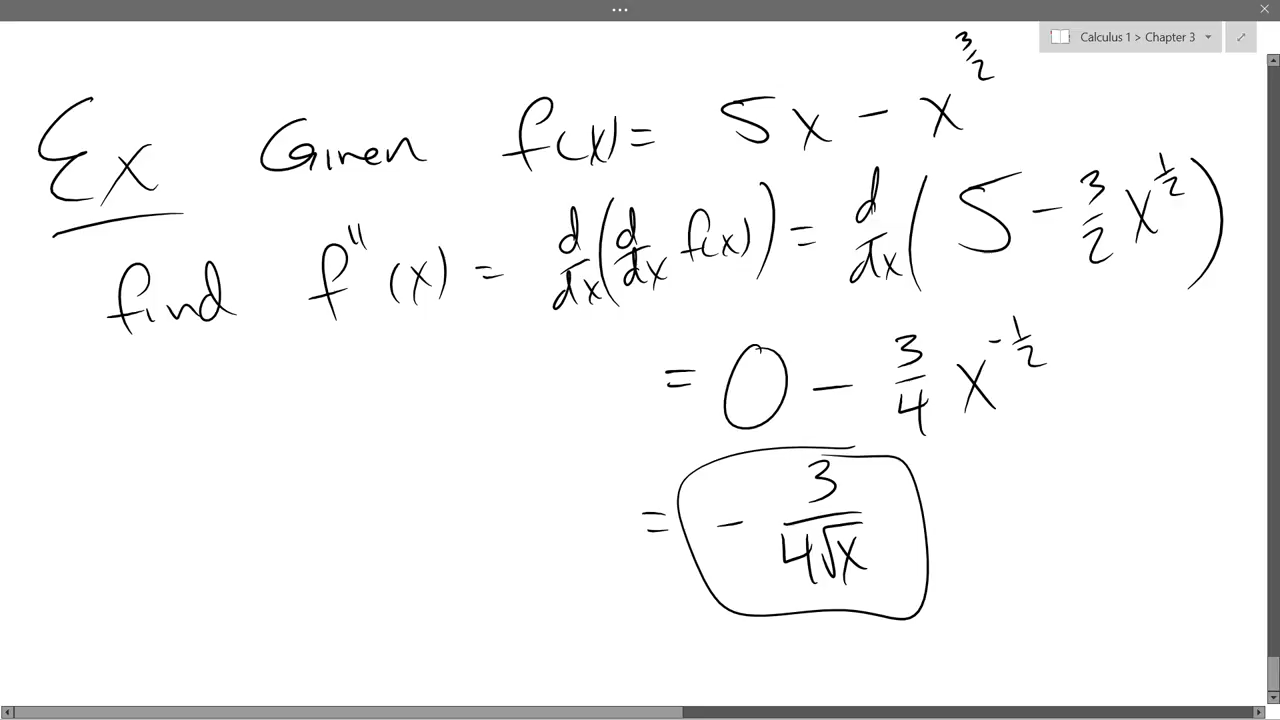 Calculus 1 > Chapter 3
Ex Given f(x) = 5x - x^{3/2}
find f''(x) = d/dx(d/dx f(x)) = d/dx(5 - 3/2 x^{1/2})
= 0 - 3/4 x^{-1/2}
= - 3/(4√x)